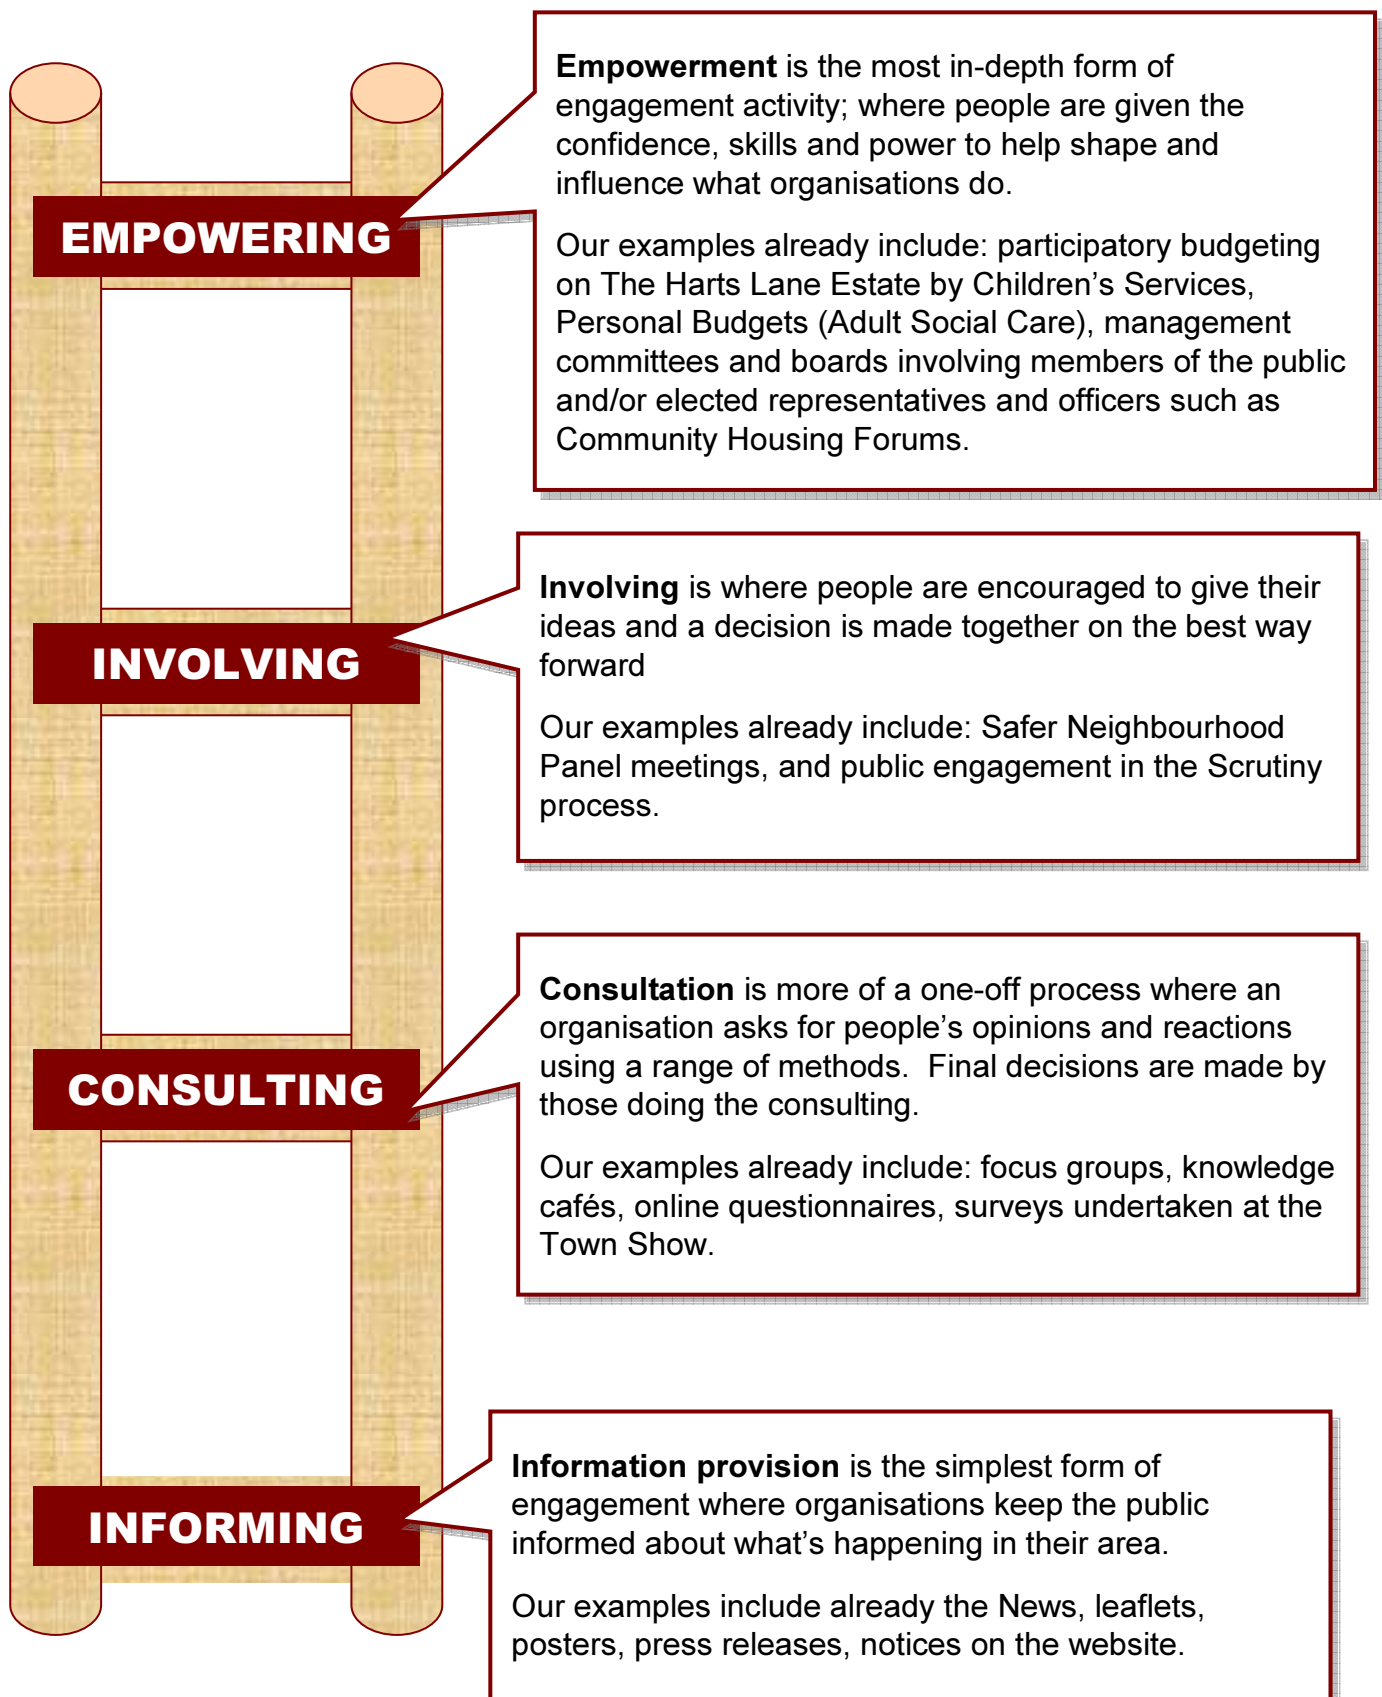 EMPOWERING
Empowerment is the most in-depth form of
engagement activity; where people are given the
confidence, skills and power to help shape and
influence what organisations do.
Our examples already include: participatory budgeting
on The Harts Lane Estate by Children’s Services,
Personal Budgets (Adult Social Care), management
committees and boards involving members of the public
and/or elected representatives and officers such as
Community Housing Forums.
INVOLVING
Involving is where people are encouraged to give their
ideas and a decision is made together on the best way
forward
Our examples already include: Safer Neighbourhood
Panel meetings, and public engagement in the Scrutiny
process.
CONSULTING
Consultation is more of a one-off process where an
organisation asks for people’s opinions and reactions
using a range of methods.  Final decisions are made by
those doing the consulting.
Our examples already include: focus groups, knowledge
cafés, online questionnaires, surveys undertaken at the
Town Show.
INFORMING
Information provision is the simplest form of
engagement where organisations keep the public
informed about what’s happening in their area.
Our examples include already the News, leaflets,
posters, press releases, notices on the website.